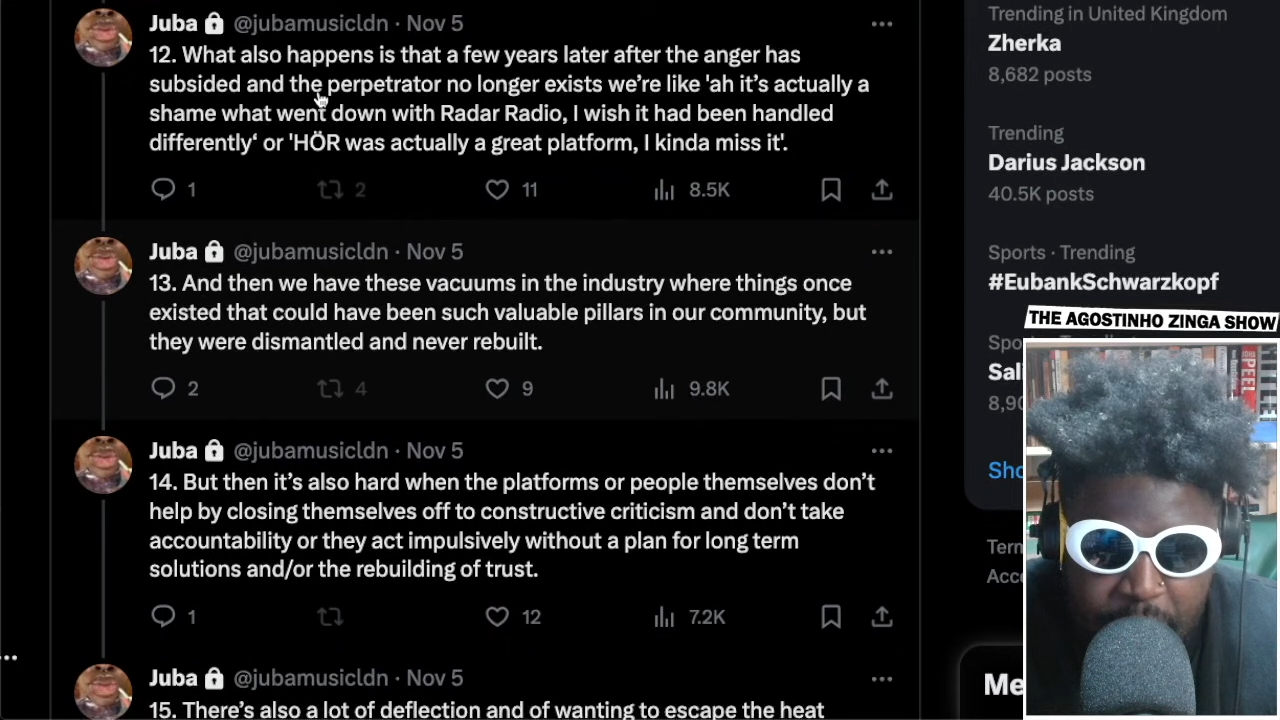 Juba @jubamusicldn · Nov 5
12. What also happens is that a few years later after the anger has
subsided and the perpetrator no longer exists we’re like 'ah it’s actually a
shame what went down with Radar Radio, I wish it had been handled
differently‘ or 'HÖR was actually a great platform, I kinda miss it'.
1 2 11 8.5K
Juba @jubamusicldn · Nov 5
13. And then we have these vacuums in the industry where things once
existed that could have been such valuable pillars in our community, but
they were dismantled and never rebuilt.
2 4 9 9.8K
Juba @jubamusicldn · Nov 5
14. But then it’s also hard when the platforms or people themselves don’t
help by closing themselves off to constructive criticism and don’t take
accountability or they act impulsively without a plan for long term
solutions and/or the rebuilding of trust.
1 12 7.2K
Juba @jubamusicldn · Nov 5
15. There’s also a lot of deflection and of wanting to escape the heat
Trending in United Kingdom
Zherka
8,682 posts
Trending
Darius Jackson
40.5K posts
Sports · Trending
#EubankSchwarzkopf
THE AGOSTINHO ZINGA SHOW
PEEL